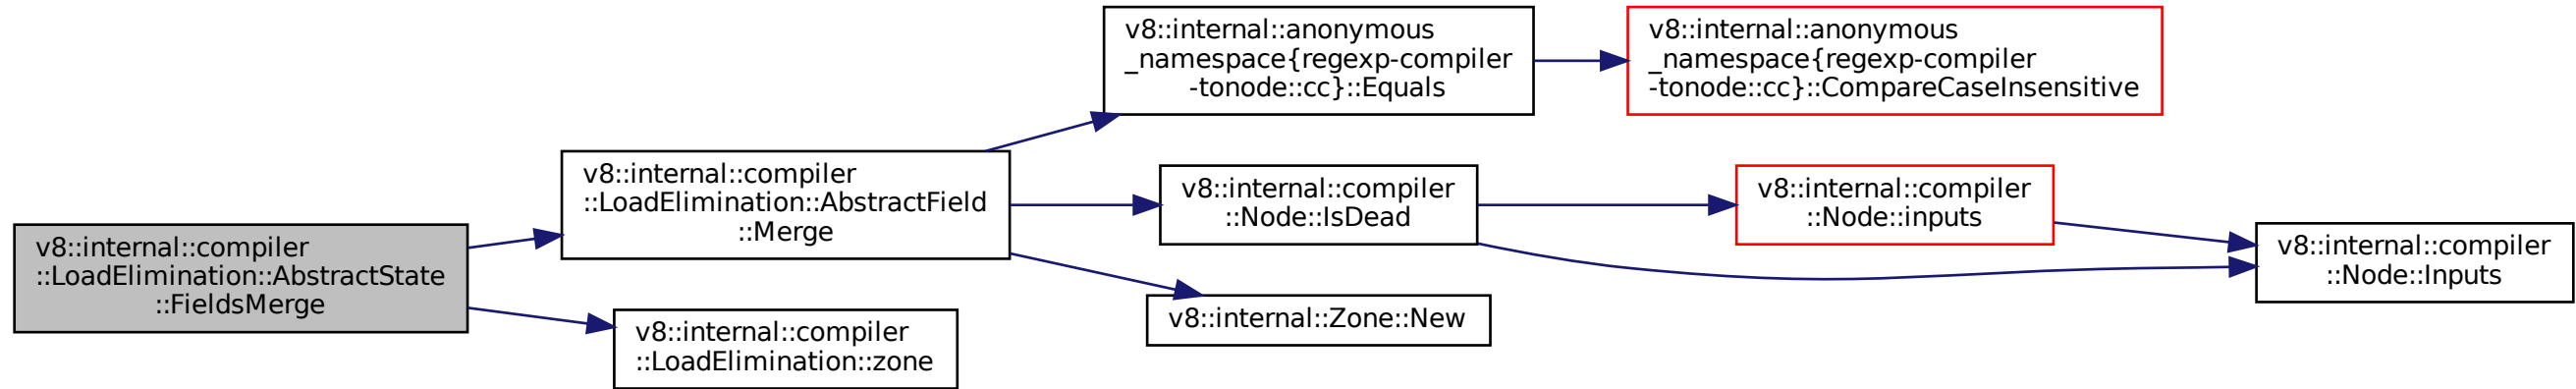 v8::internal::compiler
::LoadElimination::AbstractState
::FieldsMerge
v8::internal::compiler
::LoadElimination::AbstractField
::Merge
v8::internal::compiler
::LoadElimination::zone
v8::internal::anonymous
_namespace{regexp-compiler
-tonode::cc}::Equals
v8::internal::compiler
::Node::IsDead
v8::internal::Zone::New
v8::internal::anonymous
_namespace{regexp-compiler
-tonode::cc}::CompareCaseInsensitive
v8::internal::compiler
::Node::inputs
v8::internal::compiler
::Node::Inputs